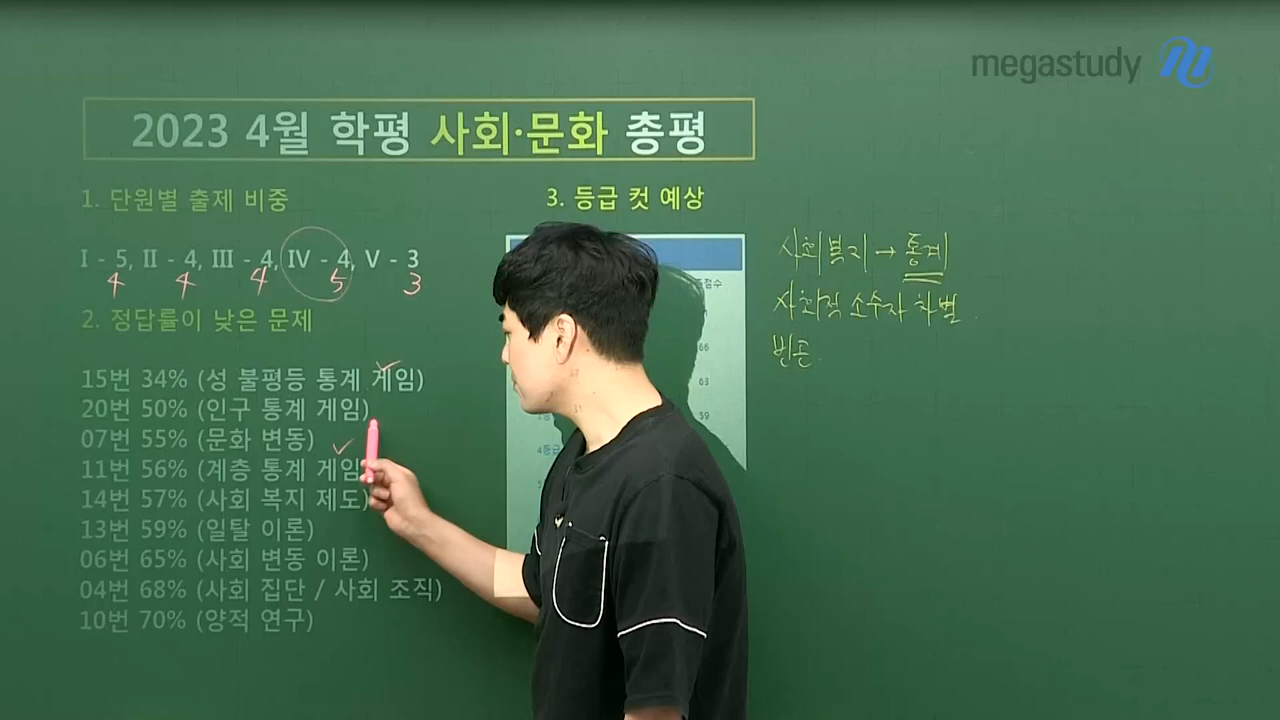 megastudy
2023 4월 학평 사회·문화 총평
1. 단원별 출제 비중
I - 5, II - 4, III - 4, IV - 4, V - 3
4 4 4 5 3
2. 정답률이 낮은 문제
15번 34% (성 불평등 통계 게임)
20번 50% (인구 통계 게임)
07번 55% (문화 변동)
11번 56% (계층 통계 게임
14번 57% (사회 복지 제도)
13번 59% (일탈 이론)
06번 65% (사회 변동 이론)
04번 68% (사회 집단 / 사회 조직)
10번 70% (양적 연구)
3. 등급 컷 예상
66
63
59
4등급
사회복지 → 통계
사회적 소수자 차별.
빈곤.